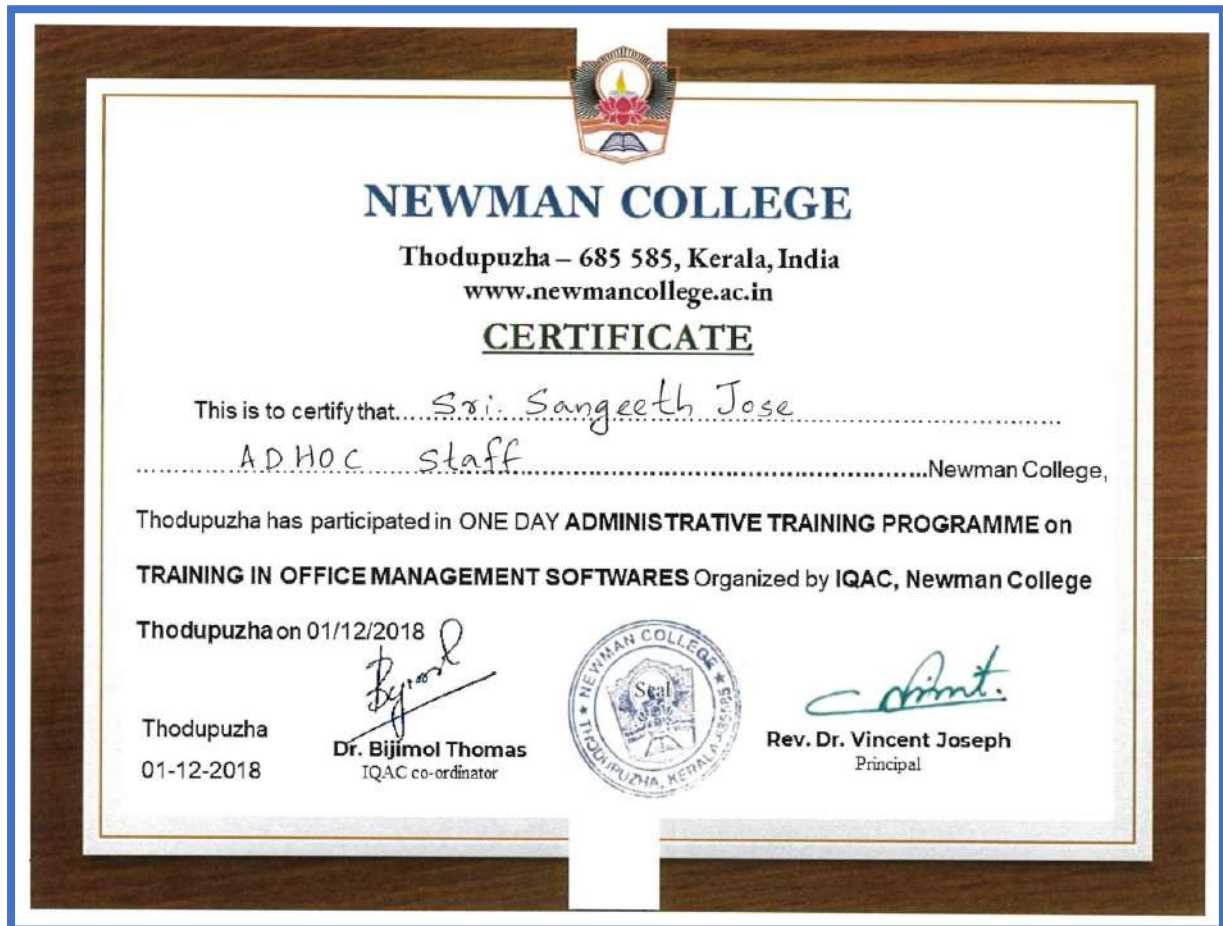 NEWMAN COLLEGE
Thodupuzha – 685 585, Kerala, India
www.newmancollege.ac.in
CERTIFICATE
This is to certify that.....Sri. Sangeeth Jose
ADHOC Staff Newman College,
Thodupuzha has participated in ONE DAY ADMINISTRATIVE TRAINING PROGRAMME on
TRAINING IN OFFICE MANAGEMENT SOFTWARES Organized by IQAC, Newman College
Thodupuzha on 01/12/2018
Thodupuzha
01-12-2018
Dr. Bijimol Thomas
IQAC co-ordinator
NEWMAN COLLEGE
THODUPUZHA, KERALA-685585
Seal
Rev. Dr. Vincent Joseph
Principal